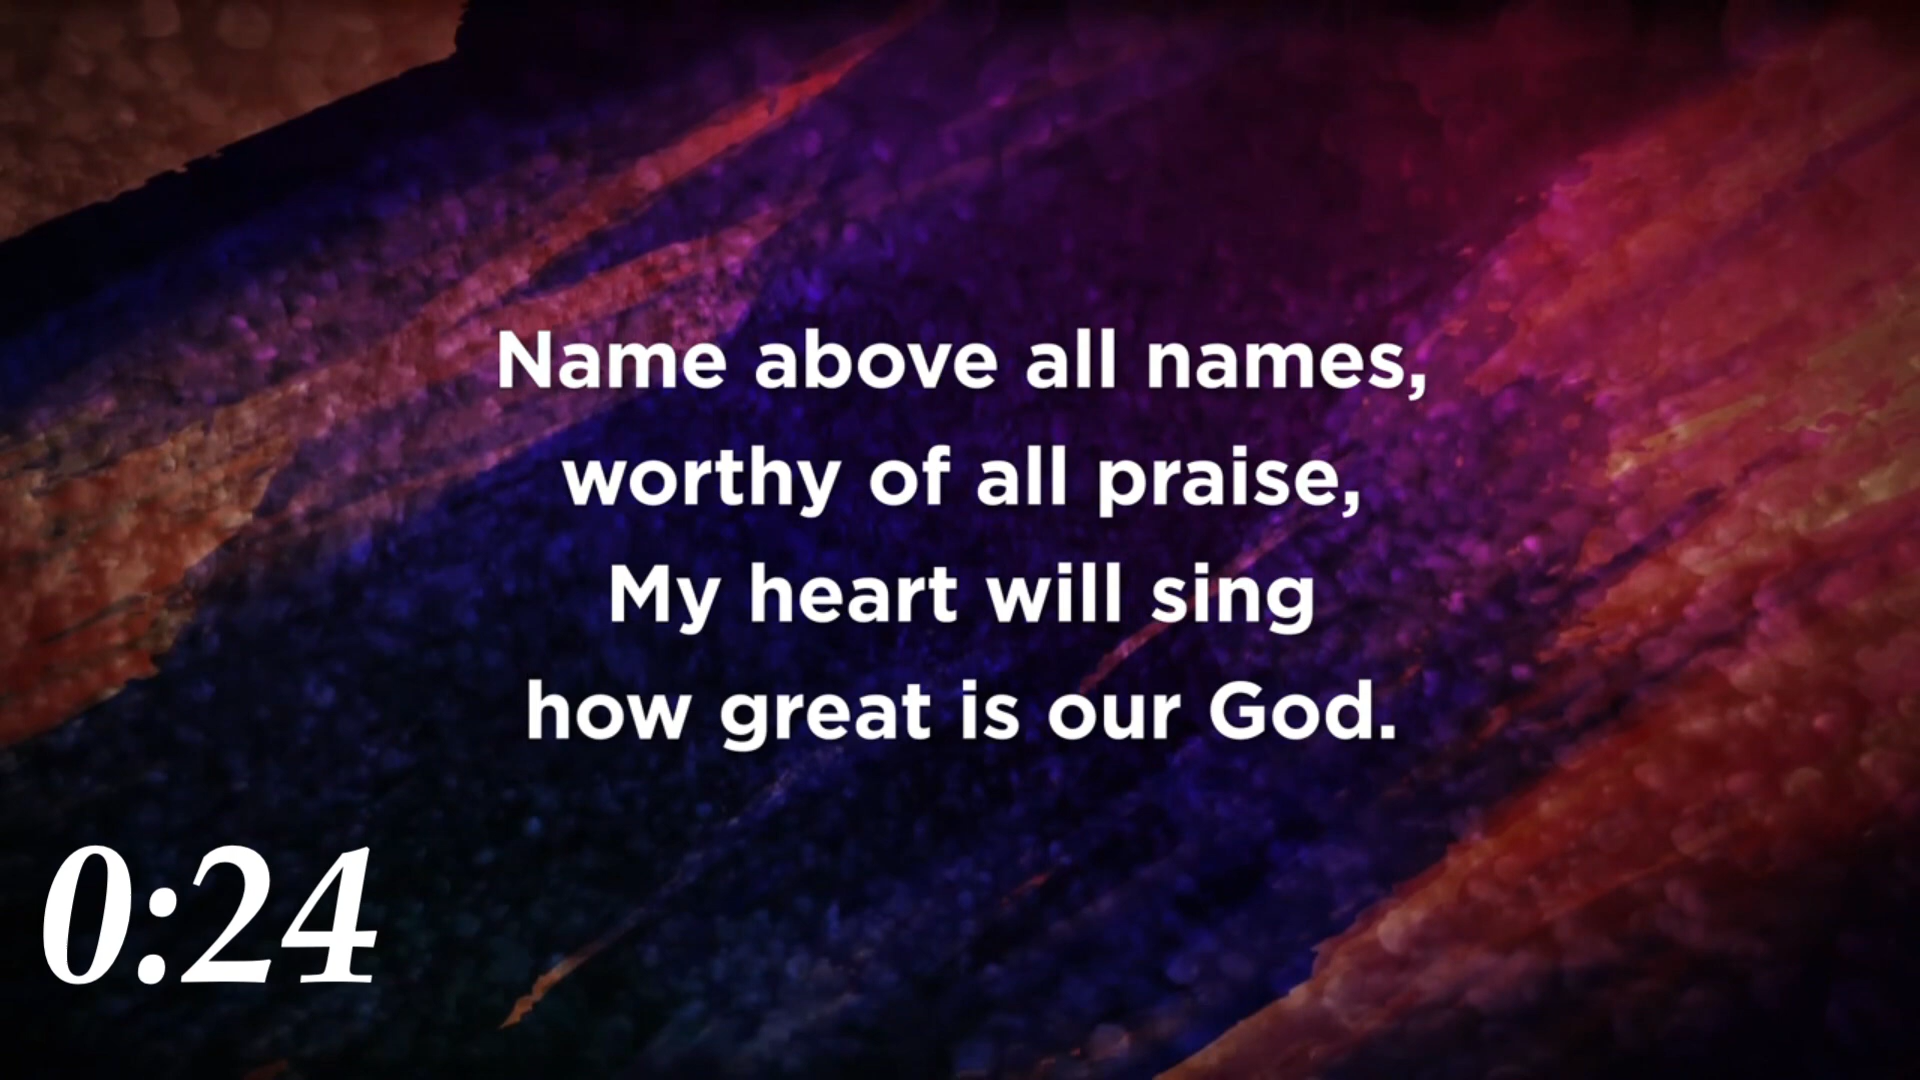 Name above all names,
worthy of all praise,
My heart will sing
how great is our God.
0:24